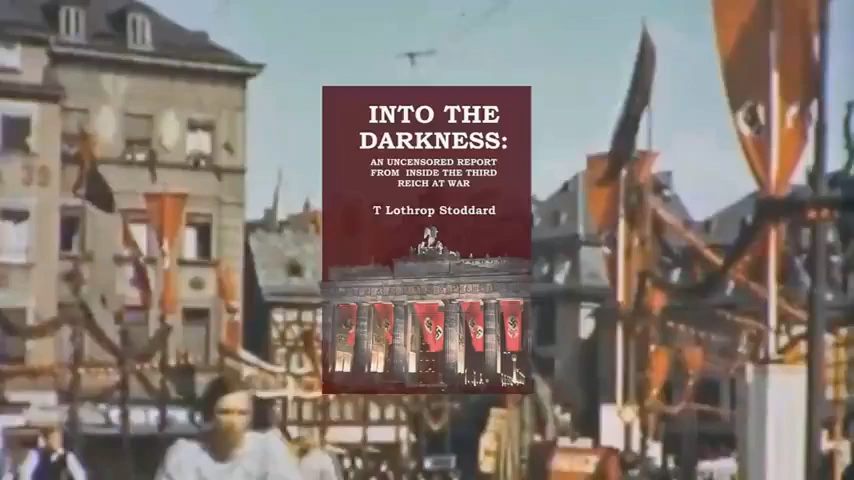 INTO THE
DARKNESS:
AN UNCENSORED REPORT
FROM INSIDE THE THIRD
REICH AT WAR
T Lothrop Stoddard